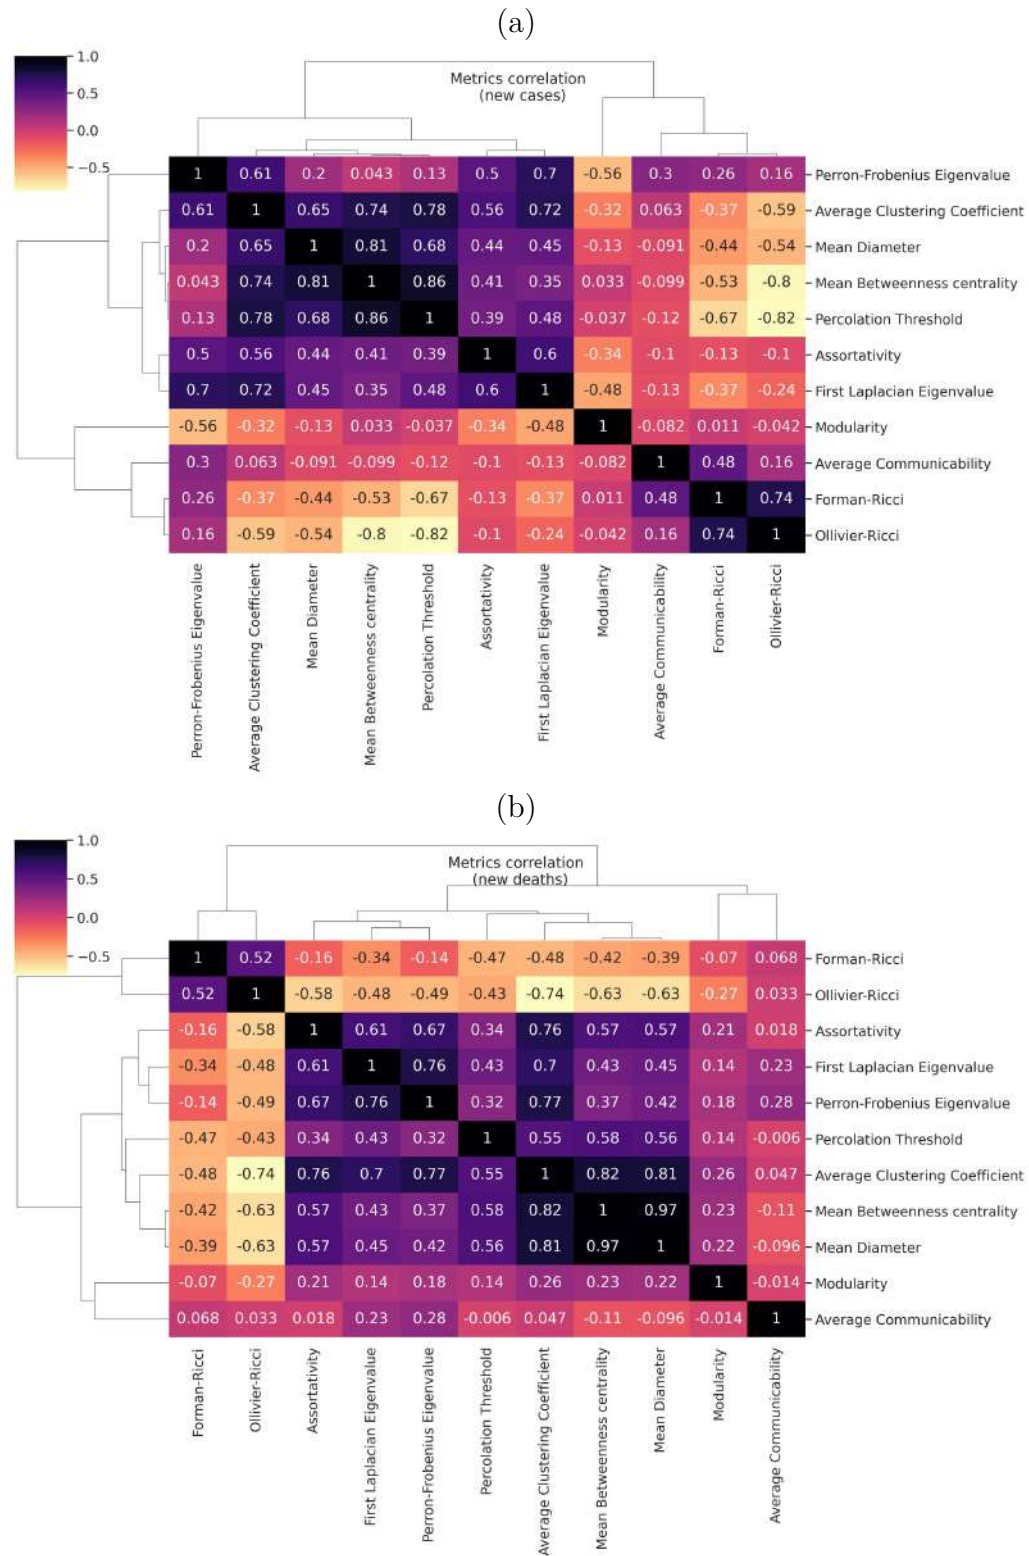 (a)
1.0
0.5
0.0
−0.5
Metrics correlation
(new cases)
1 0.61 0.2 0.043 0.13 0.5 0.7 -0.56 0.3 0.26 0.16 Perron-Frobenius Eigenvalue
0.61 1 0.65 0.74 0.78 0.56 0.72 -0.32 0.063 -0.37 -0.59 Average Clustering Coefficient
0.2 0.65 1 0.81 0.68 0.44 0.45 -0.13 -0.091 -0.44 -0.54 Mean Diameter
0.043 0.74 0.81 1 0.86 0.41 0.35 0.033 -0.099 -0.53 -0.8 Mean Betweenness centrality
0.13 0.78 0.68 0.86 1 0.39 0.48 -0.037 -0.12 -0.67 -0.82 Percolation Threshold
0.5 0.56 0.44 0.41 0.39 1 0.6 -0.34 -0.1 -0.13 -0.1 Assortativity
0.7 0.72 0.45 0.35 0.48 0.6 1 -0.48 -0.13 -0.37 -0.24 First Laplacian Eigenvalue
-0.56 -0.32 -0.13 0.033 -0.037 -0.34 -0.48 1 -0.082 0.011 -0.042 Modularity
0.3 0.063 -0.091 -0.099 -0.12 -0.1 -0.13 -0.082 1 0.48 0.16 Average Communicability
0.26 -0.37 -0.44 -0.53 -0.67 -0.13 -0.37 0.011 0.48 1 0.74 Forman-Ricci
0.16 -0.59 -0.54 -0.8 -0.82 -0.1 -0.24 -0.042 0.16 0.74 1 Ollivier-Ricci
Perron-Frobenius Eigenvalue
Average Clustering Coefficient
Mean Diameter
Mean Betweenness centrality
Percolation Threshold
Assortativity
First Laplacian Eigenvalue
Modularity
Average Communicability
Forman-Ricci
Ollivier-Ricci
(b)
1.0
0.5
0.0
−0.5
Metrics correlation
(new deaths)
1 0.52 -0.16 -0.34 -0.14 -0.47 -0.48 -0.42 -0.39 -0.07 0.068 Forman-Ricci
0.52 1 -0.58 -0.48 -0.49 -0.43 -0.74 -0.63 -0.63 -0.27 0.033 Ollivier-Ricci
-0.16 -0.58 1 0.61 0.67 0.34 0.76 0.57 0.57 0.21 0.018 Assortativity
-0.34 -0.48 0.61 1 0.76 0.43 0.7 0.43 0.45 0.14 0.23 First Laplacian Eigenvalue
-0.14 -0.49 0.67 0.76 1 0.32 0.77 0.37 0.42 0.18 0.28 Perron-Frobenius Eigenvalue
-0.47 -0.43 0.34 0.43 0.32 1 0.55 0.58 0.56 0.14 -0.006 Percolation Threshold
-0.48 -0.74 0.76 0.7 0.77 0.55 1 0.82 0.81 0.26 0.047 Average Clustering Coefficient
-0.42 -0.63 0.57 0.43 0.37 0.58 0.82 1 0.97 0.23 -0.11 Mean Betweenness centrality
-0.39 -0.63 0.57 0.45 0.42 0.56 0.81 0.97 1 0.22 -0.096 Mean Diameter
-0.07 -0.27 0.21 0.14 0.18 0.14 0.26 0.23 0.22 1 -0.014 Modularity
0.068 0.033 0.018 0.23 0.28 -0.006 0.047 -0.11 -0.096 -0.014 1 Average Communicability
Forman-Ricci
Ollivier-Ricci
Assortativity
First Laplacian Eigenvalue
Perron-Frobenius Eigenvalue
Percolation Threshold
Average Clustering Coefficient
Mean Betweenness centrality
Mean Diameter
Modularity
Average Communicability